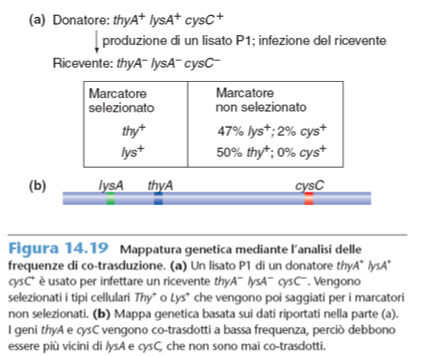 (a) Donatore: thyA+ lysA+ cysC+
produzione di un lisato P1; infezione del ricevente
Ricevente: thyA– lysA– cysC–
Marcatore selezionato
Marcatore non selezionato
thy+ 47% lys+; 2% cys+
lys+ 50% thy+; 0% cys+
(b) lysA thyA cysC
Figura 14.19 Mappatura genetica mediante l'analisi delle
frequenze di co-trasduzione. (a) Un lisato P1 di un donatore thyA+ lysA+
cysC+ è usato per infettare un ricevente thyA– lysA– cysC–. Vengono
selezionati i tipi cellulari Thy+ o Lys+ che vengono poi saggiati per i marcatori
non selezionati. (b) Mappa genetica basata sui dati riportati nella parte (a).
I geni thyA e cysC vengono co-trasdotti a bassa frequenza, perciò debbono
essere più vicini di lysA e cysC, che non sono mai co-trasdotti.